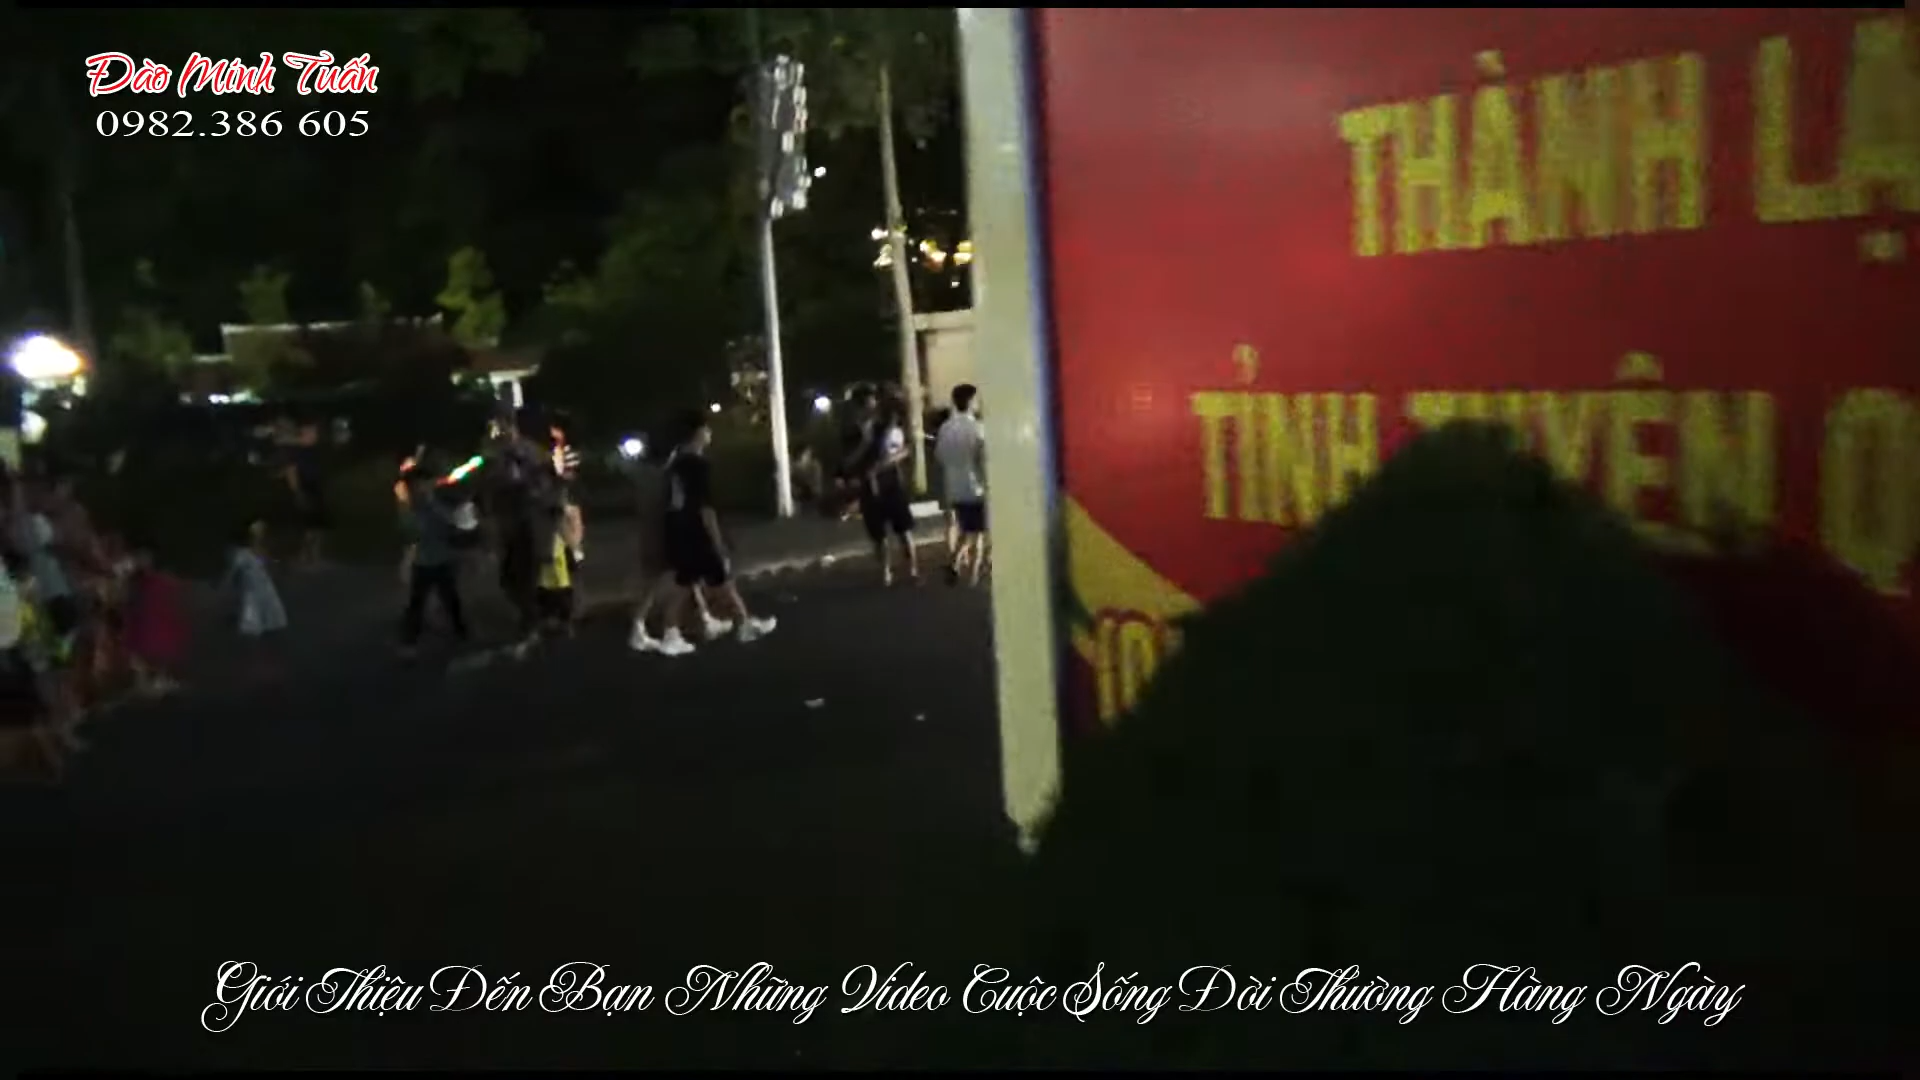 Đào Minh Tuấn
0982.386 605
THÀNH LẬ
TỈNH TUYÊN Q
Giới Thiệu Đến Bạn Những Video Cuộc Sống Đời Thường Hàng Ngày